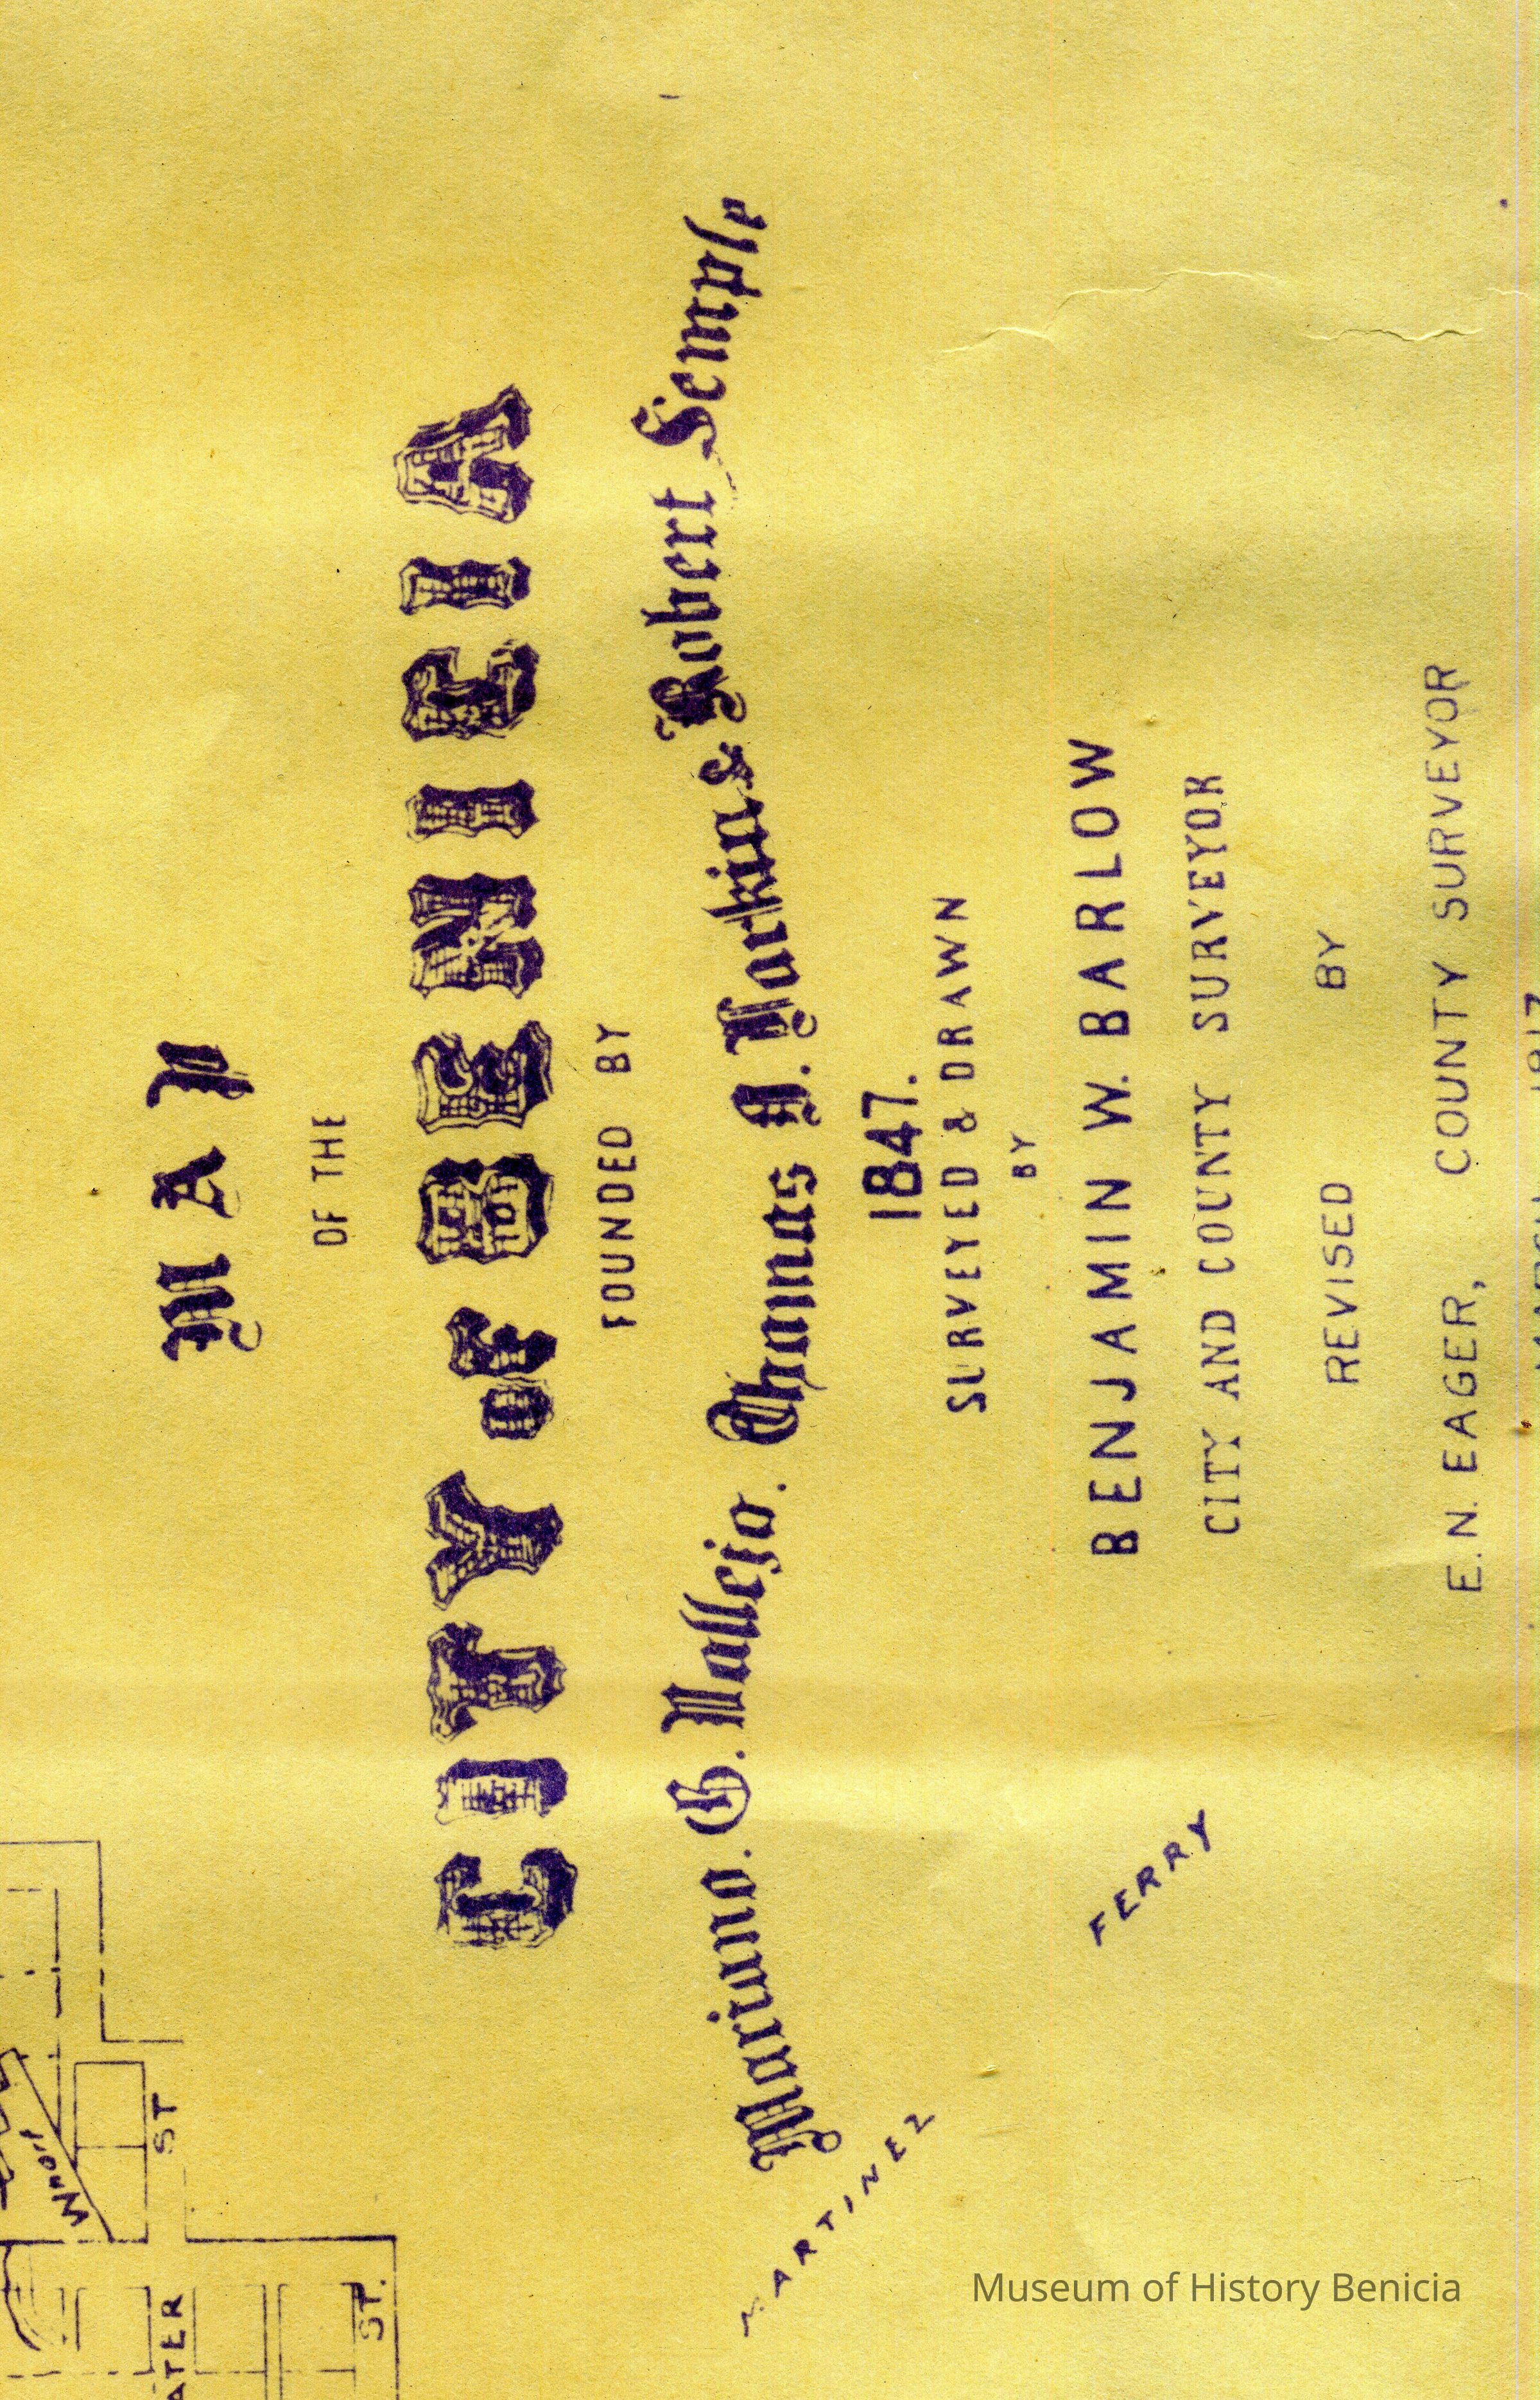 MAP
OF THE
CITY OF BENICIA
FOUNDED BY
Mariano. G. Vallejo. Thomas O. Larkin & Robert Semple
1847.
SURVEYED & DRAWN
BY
BENJAMIN W. BARLOW
CITY AND COUNTY SURVEYOR
REVISED BY
E. N. EAGER, COUNTY SURVEYOR
MARTINEZ
FERRY
Wharf
ST
ST.
Museum of History Benicia